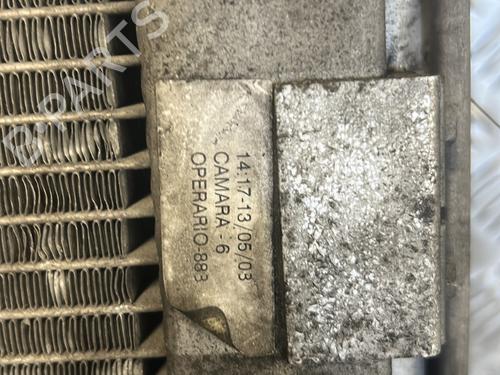 14:17-13/05/03
CAMARA - 6
OPERARIO-883
B-PARTS